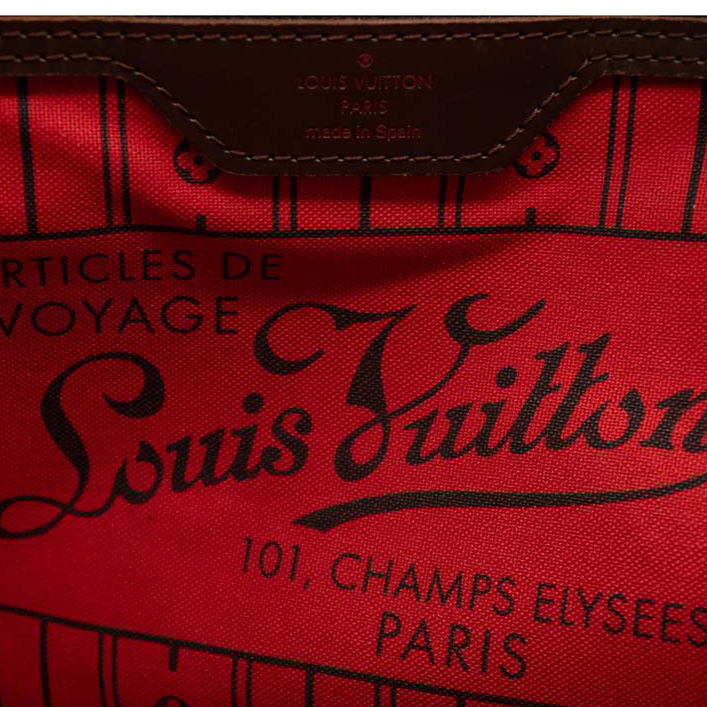 LOUIS VUITTON
PARIS
made in Spain
RTICLES DE
VOYAGE
Louis Vuitton
101, CHAMPS ELYSEES
PARIS